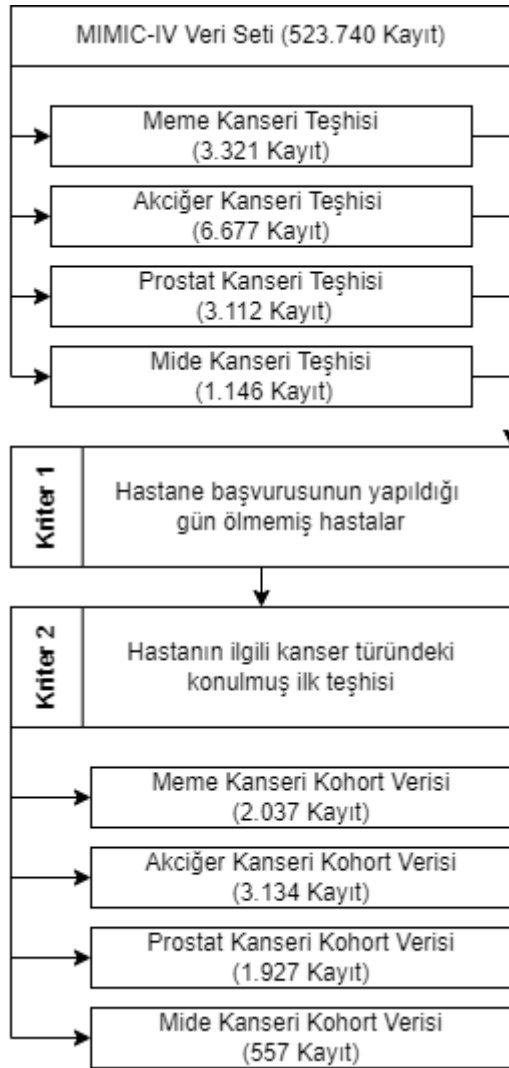 MIMIC-IV Veri Seti (523.740 Kayıt)
Meme Kanseri Teşhisi
(3.321 Kayıt)
Akciğer Kanseri Teşhisi
(6.677 Kayıt)
Prostat Kanseri Teşhisi
(3.112 Kayıt)
Mide Kanseri Teşhisi
(1.146 Kayıt)
Kriter 1
Hastane başvurusunun yapıldığı
gün ölmemiş hastalar
Kriter 2
Hastanın ilgili kanser türündeki
konulmuş ilk teşhisi
Meme Kanseri Kohort Verisi
(2.037 Kayıt)
Akciğer Kanseri Kohort Verisi
(3.134 Kayıt)
Prostat Kanseri Kohort Verisi
(1.927 Kayıt)
Mide Kanseri Kohort Verisi
(557 Kayıt)